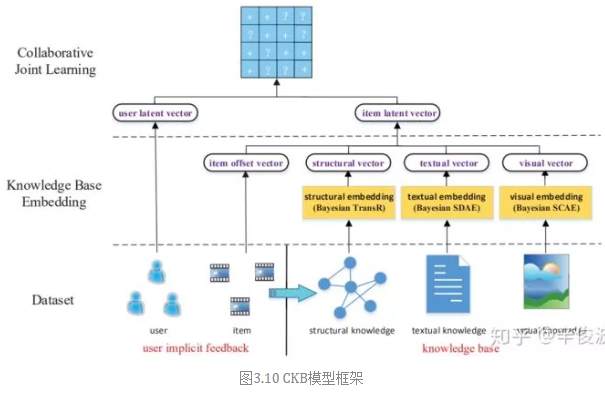 Collaborative
Joint Learning
user latent vector
item latent vector
item offset vector
structural vector
textual vector
visual vector
Knowledge Base
Embedding
structural embedding
(Bayesian TransR)
textual embedding
(Bayesian SDAE)
visual embedding
(Bayesian SCAE)
Dataset
user
item
structural knowledge
textual knowledge
知乎 @辛俊波
user implicit feedback
knowledge base
图3.10 CKB模型框架